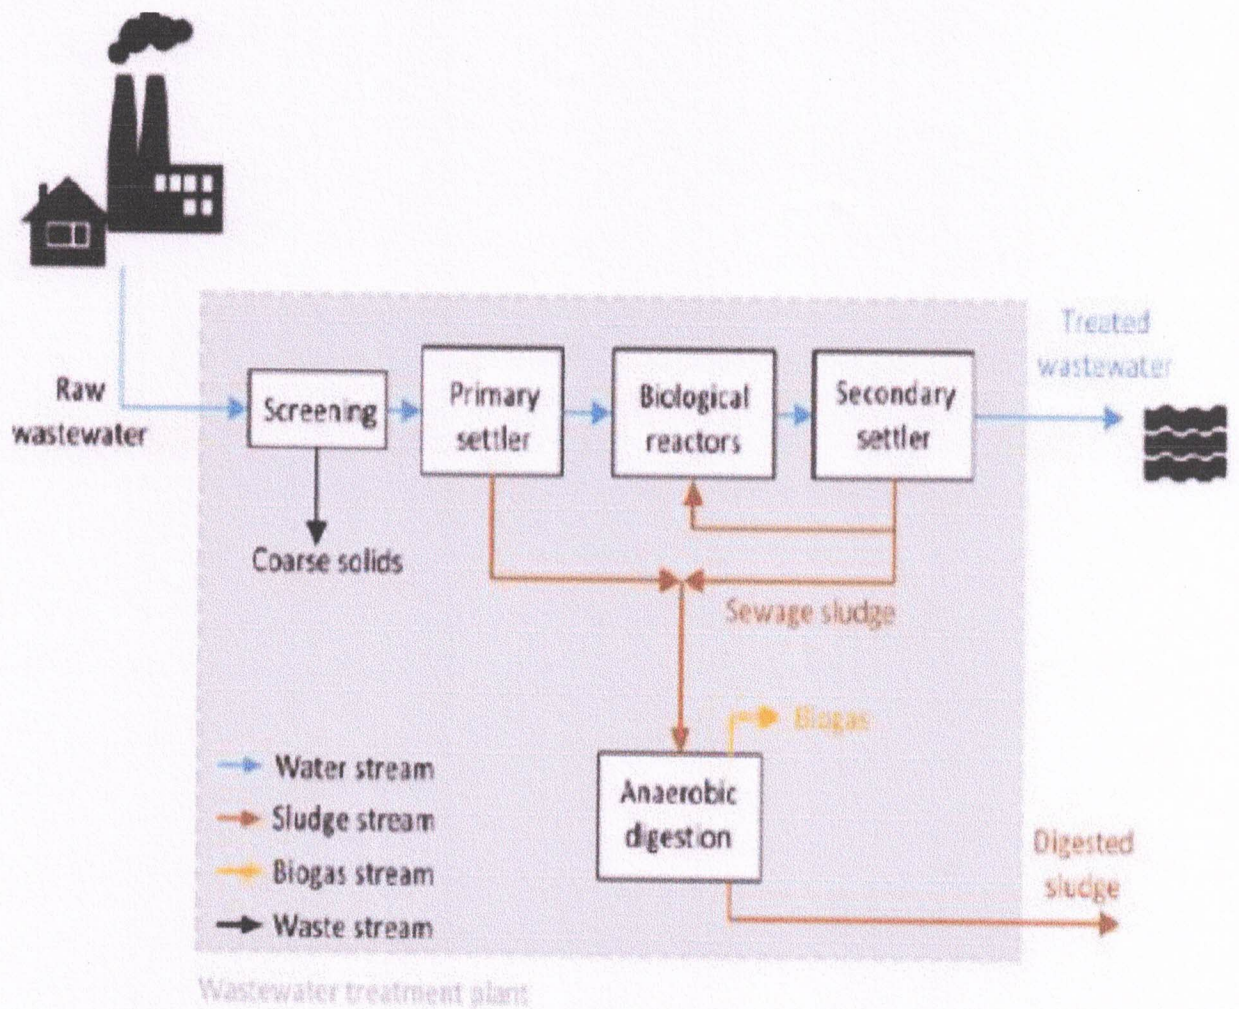 Treated
wastewater
Raw
wastewater
Screening
Primary
settler
Biological
reactors
Secondary
settler
Coarse solids
Sewage sludge
Biogas
Anaerobic
digestion
Water stream
Sludge stream
Biogas stream
Waste stream
Digested
sludge
Wastewater treatment plant